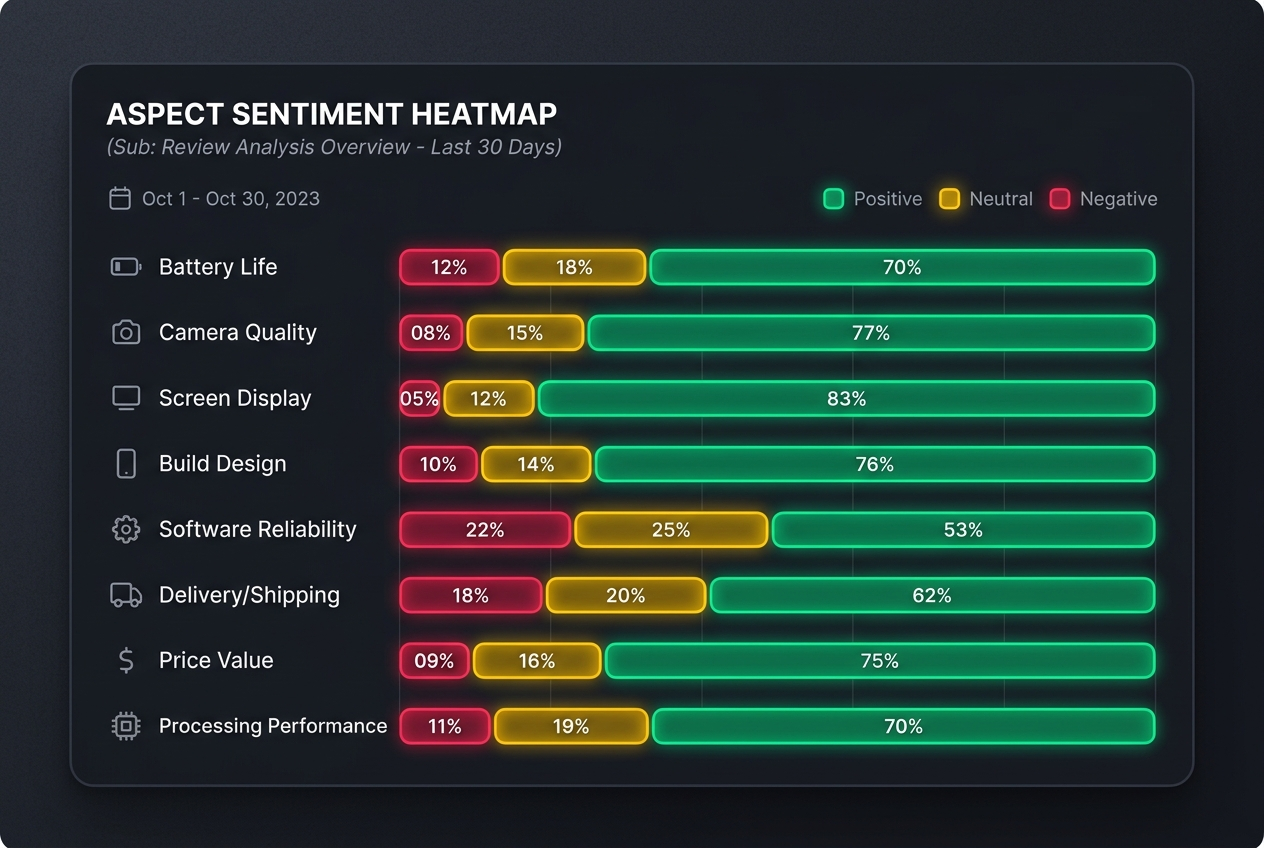 ASPECT SENTIMENT HEATMAP
(Sub: Review Analysis Overview - Last 30 Days)
Oct 1 - Oct 30, 2023 Positive Neutral Negative
Battery Life 12% 18% 70%
Camera Quality 08% 15% 77%
Screen Display 05% 12% 83%
Build Design 10% 14% 76%
Software Reliability 22% 25% 53%
Delivery/Shipping 18% 20% 62%
Price Value 09% 16% 75%
Processing Performance 11% 19% 70%